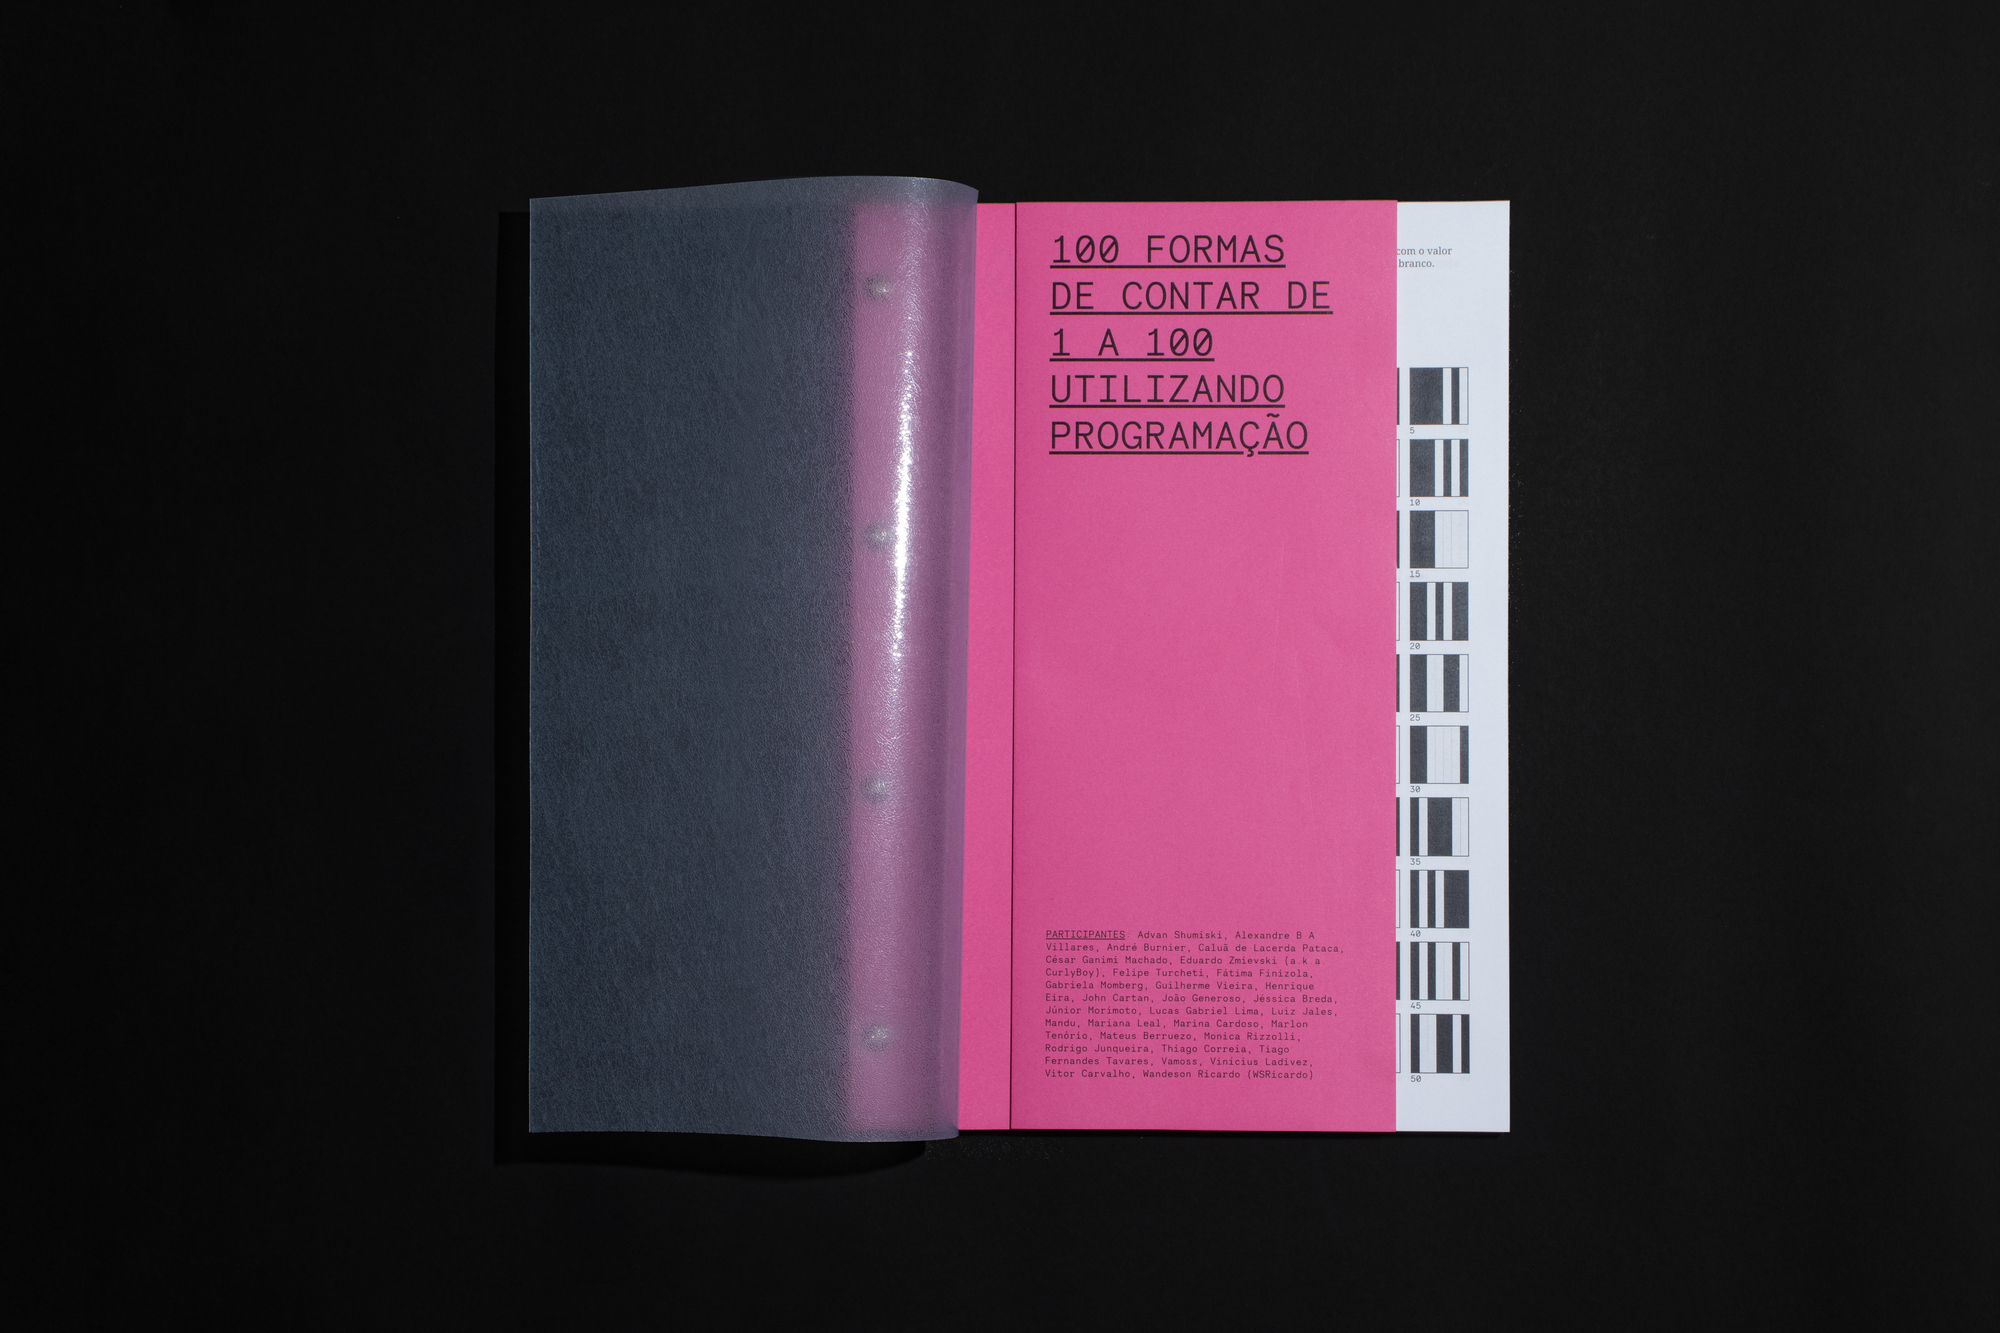 100 FORMAS
DE CONTAR DE
1 A 100
UTILIZANDO
PROGRAMAÇÃO
PARTICIPANTES: Advan Shumiski, Alexandre B A
Villares, André Burnier, Caluã de Lacerda Pataca,
César Ganimi Machado, Eduardo Zmievski (a.k.a.
CurlyBoy), Felipe Turcheti, Fátima Finizola,
Gabriela Momberg, Guilherme Vieira, Henrique
Eira, John Cartan, João Generoso, Jéssica Breda,
Júnior Morimoto, Lucas Gabriel Lima, Luiz Jales,
Mandu, Mariana Leal, Marina Cardoso, Marlon
Tenório, Mateus Berruezo, Monica Rizzolli,
Rodrigo Junqueira, Thiago Correia, Tiago
Fernandes Tavares, Vamoss, Vinicius Ladivez,
Vitor Carvalho, Wandeson Ricardo (WSRicardo)
com o valor
branco.
5
10
15
20
25
30
35
40
45
50